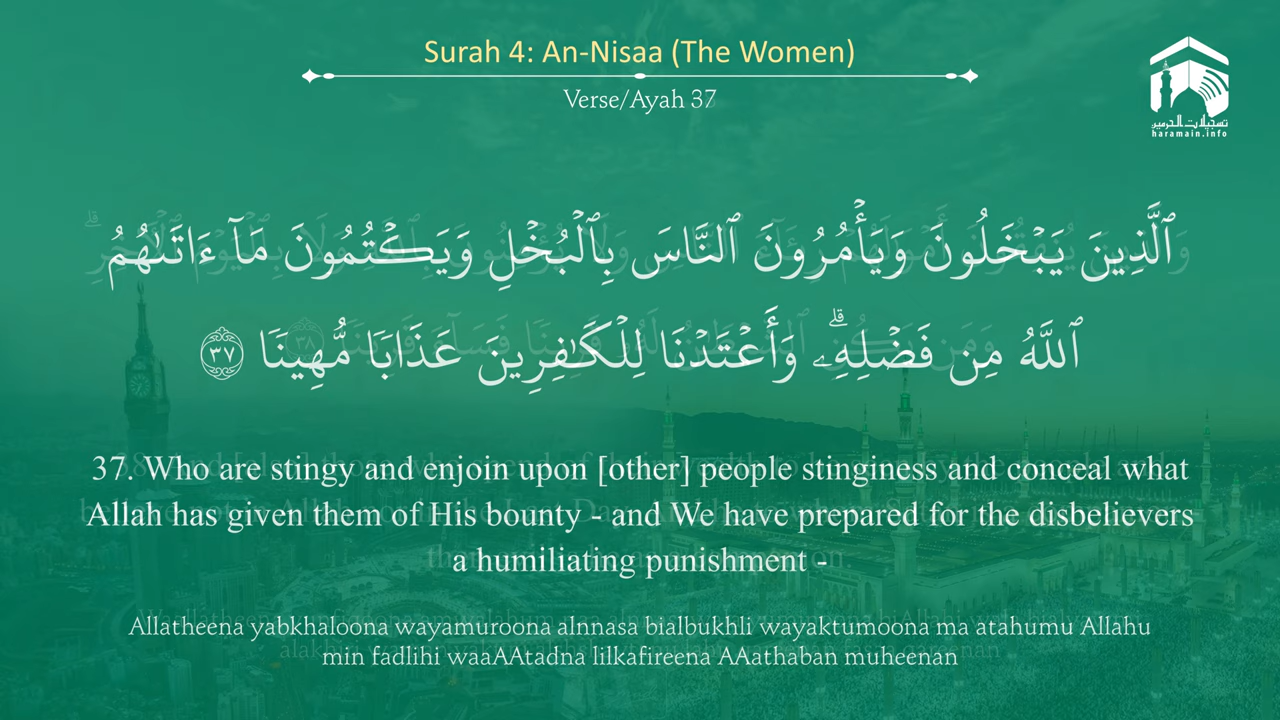 Surah 4: An-Nisaa (The Women)
Verse/Ayah 37
تسجيلات الحرمين
haramain.info
ٱلَّذِينَ يَبۡخَلُونَ وَيَأۡمُرُونَ ٱلنَّاسَ بِٱلۡبُخۡلِ وَيَكۡتُمُونَ مَآ ءَاتَىٰهُمُ
ٱللَّهُ مِن فَضۡلِهِۦۗ وَأَعۡتَدۡنَا لِلۡكَٰفِرِينَ عَذَابٗا مُّهِينٗا ٣٧
37. Who are stingy and enjoin upon [other] people stinginess and conceal what
Allah has given them of His bounty - and We have prepared for the disbelievers
a humiliating punishment -
Allatheena yabkhaloona wayamuroona alnnasa bialbukhli wayaktumoona ma atahumu Allahu
min fadlihi waaAAtadna lilkafireena AAathaban muheenan